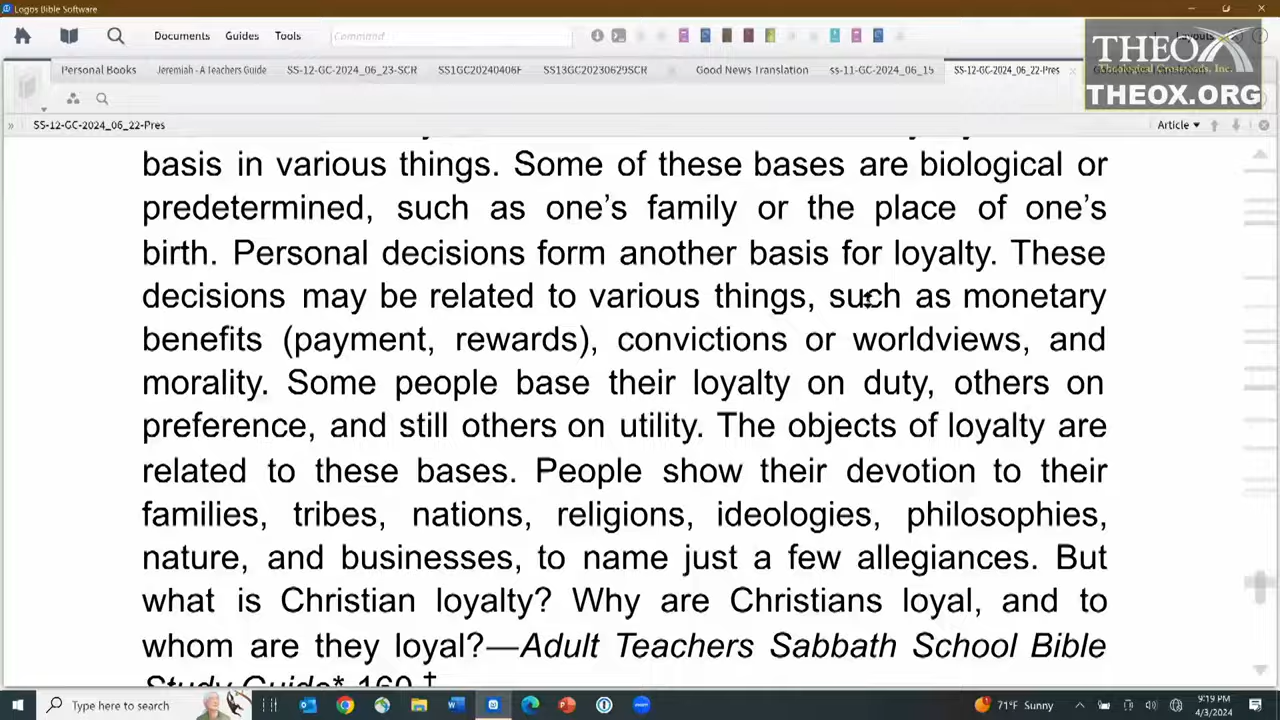 Logos Bible Software
Documents Guides Tools Command Layouts
THEOX
Theological Crossroads, Inc.
THEOX.ORG
Personal Books Jeremiah - A Teachers Guide SS-12-GC-2024_06_23-SCR SS13GC20230629SCR Good News Translation ss-11-GC-2024_06_15 SS-12-GC-2024_06_22-Pres
SS-12-GC-2024_06_22-Pres Article
basis in various things. Some of these bases are biological or
predetermined, such as one’s family or the place of one’s
birth. Personal decisions form another basis for loyalty. These
decisions may be related to various things, such as monetary
benefits (payment, rewards), convictions or worldviews, and
morality. Some people base their loyalty on duty, others on
preference, and still others on utility. The objects of loyalty are
related to these bases. People show their devotion to their
families, tribes, nations, religions, ideologies, philosophies,
nature, and businesses, to name just a few allegiances. But
what is Christian loyalty? Why are Christians loyal, and to
whom are they loyal?—Adult Teachers Sabbath School Bible
Study Guide* 160 †
Type here to search 71°F Sunny 9:19 PM
4/3/2024